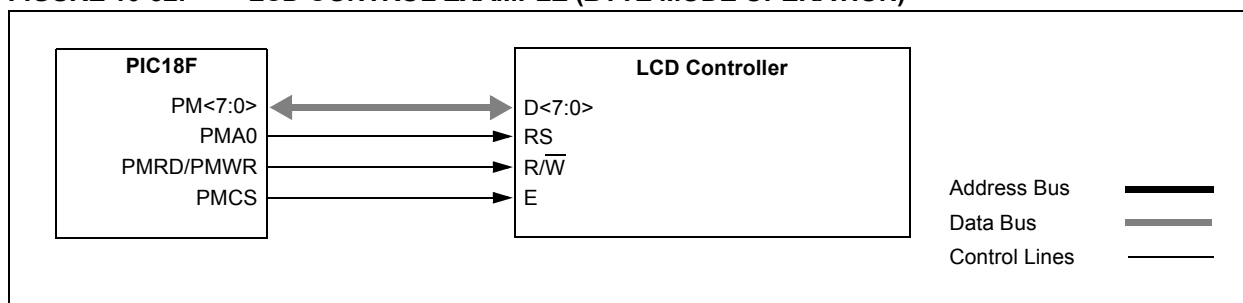 PIC18F
PM<7:0>
PMA0
PMRD/PMWR
PMCS
LCD Controller
D<7:0>
RS
R/W̅
E
Address Bus
Data Bus
Control Lines